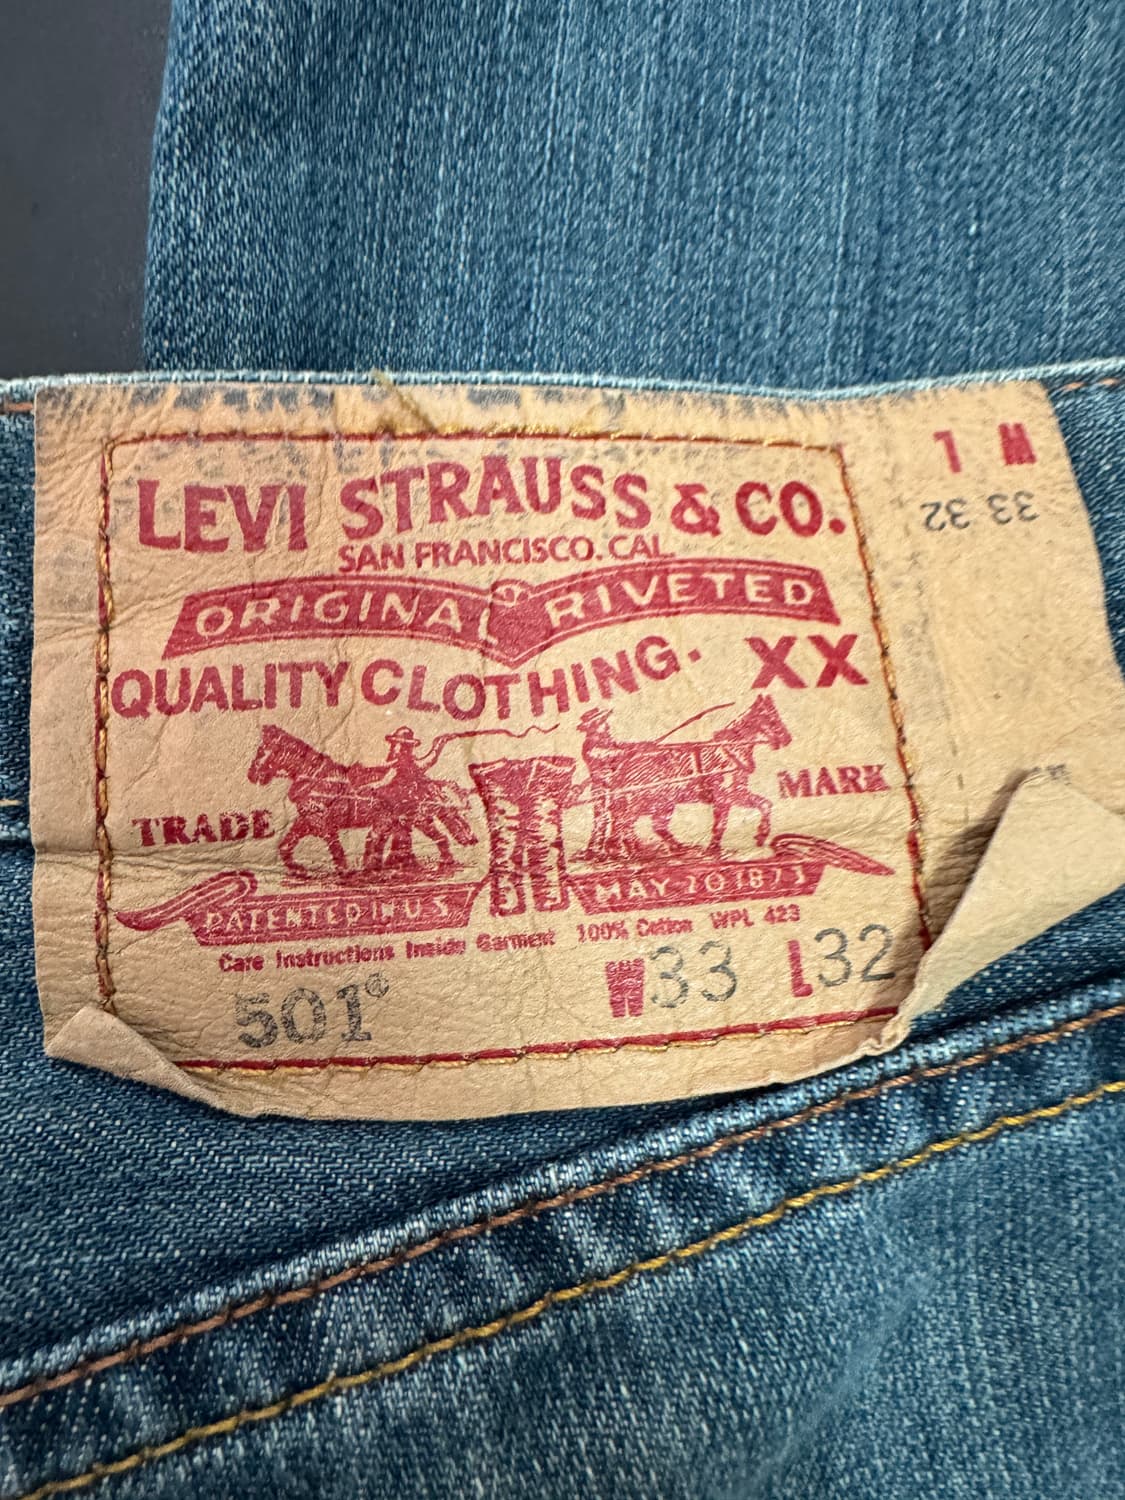 LEVI STRAUSS & CO.
SAN FRANCISCO. CAL.
ORIGINAL RIVETED
QUALITY CLOTHING. XX
TRADE MARK
PATENTED IN U S MAY 20 1873
Care Instructions Inside Garment 100% Cotton WPL 423
501® W33 L32
W L
33 32